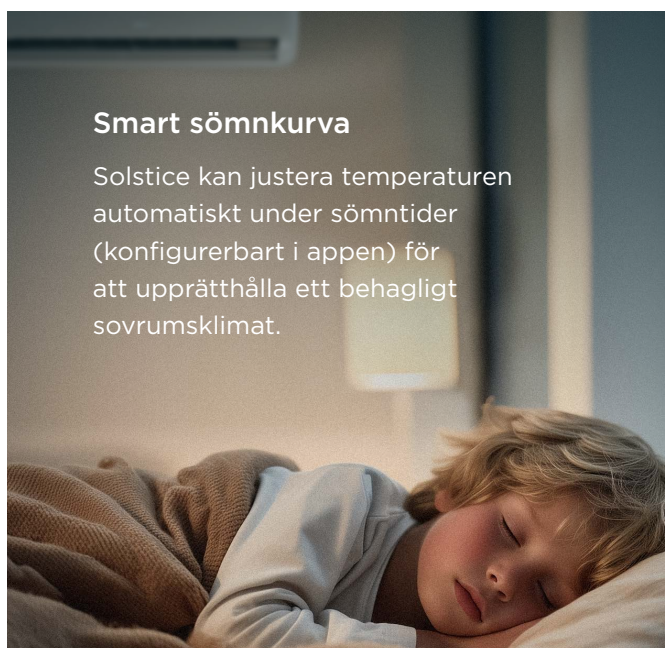 Smart sömnkurva
Solstice kan justera temperaturen
automatiskt under sömntider
(konfigurerbart i appen) för
att upprätthålla ett behagligt
sovrumsklimat.